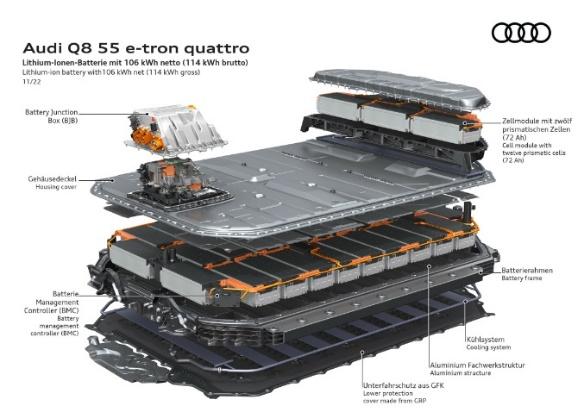 Audi Q8 55 e-tron quattro
Lithium-Ionen-Batterie mit 106 kWh netto (114 kWh brutto)
Lithium-ion battery with 106 kWh net (114 kWh gross)
11/22
Battery Junction
Box (BJB)
Zellmodule mit zwölf
prismatischen Zellen
(72 Ah)
Cell module with
twelve prismatic cells
(72 Ah)
Gehäusedeckel
Housing cover
Batterierahmen
Battery frame
Batterie
Management
Controller (BMC)
Battery
management
controller (BMC)
Kühlsystem
Cooling system
Aluminium Fachwerkstruktur
Aluminium structure
Unterfahrschutz aus GFK
Lower protection
cover made from GRP